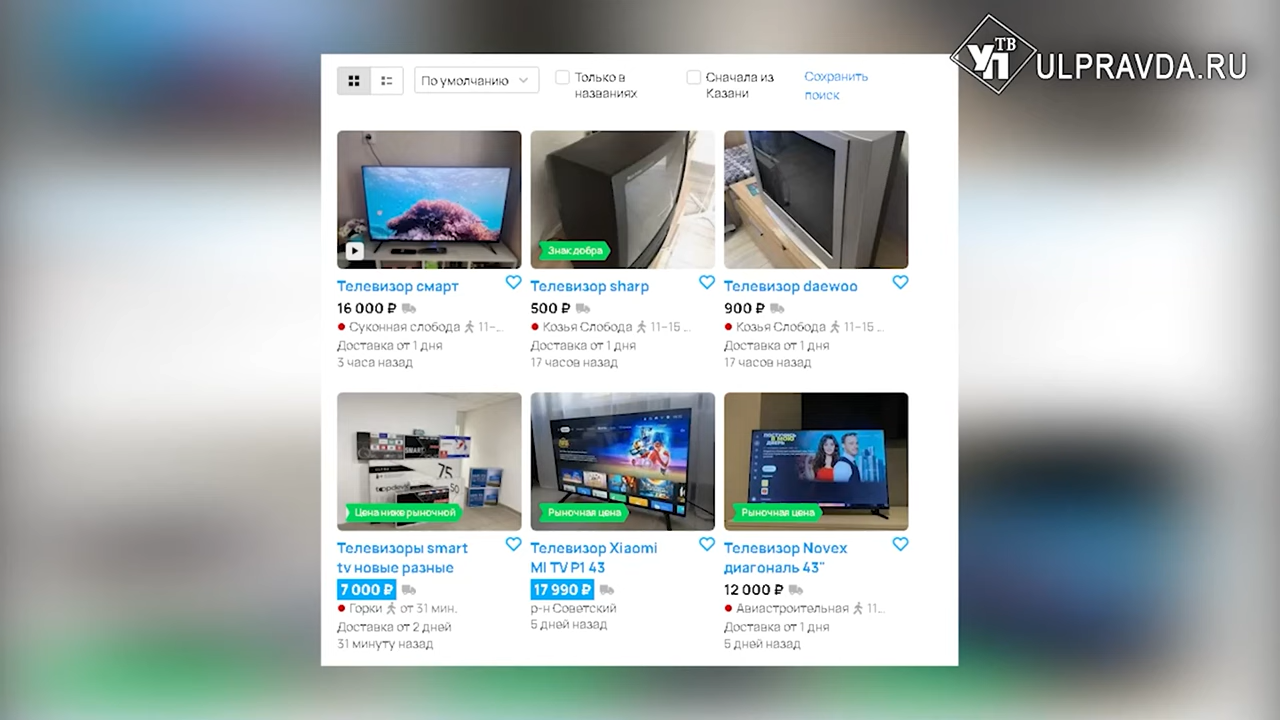 УП ТВ ULPRAVDA.RU
По умолчанию
Только в
названиях
Сначала из
Казани
Сохранить
поиск
Знак добра
Телевизор смарт
16 000 ₽
Суконная слобода 11–...
Доставка от 1 дня
3 часа назад
Телевизор sharp
500 ₽
Козья Слобода 11–15 ...
Доставка от 1 дня
17 часов назад
Телевизор daewoo
900 ₽
Козья Слобода 11–15 ...
Доставка от 1 дня
17 часов назад
SMART
75
50
Цена ниже рыночной
Рыночная цена
Рыночная цена
Телевизоры smart
tv новые разные
7 000 ₽
Горки от 31 мин.
Доставка от 2 дней
31 минуту назад
Телевизор Xiaomi
MI TV P1 43
17 990 ₽
р-н Советский
5 дней назад
Телевизор Novex
диагональ 43"
12 000 ₽
Авиастроительная 11...
Доставка от 1 дня
5 дней назад